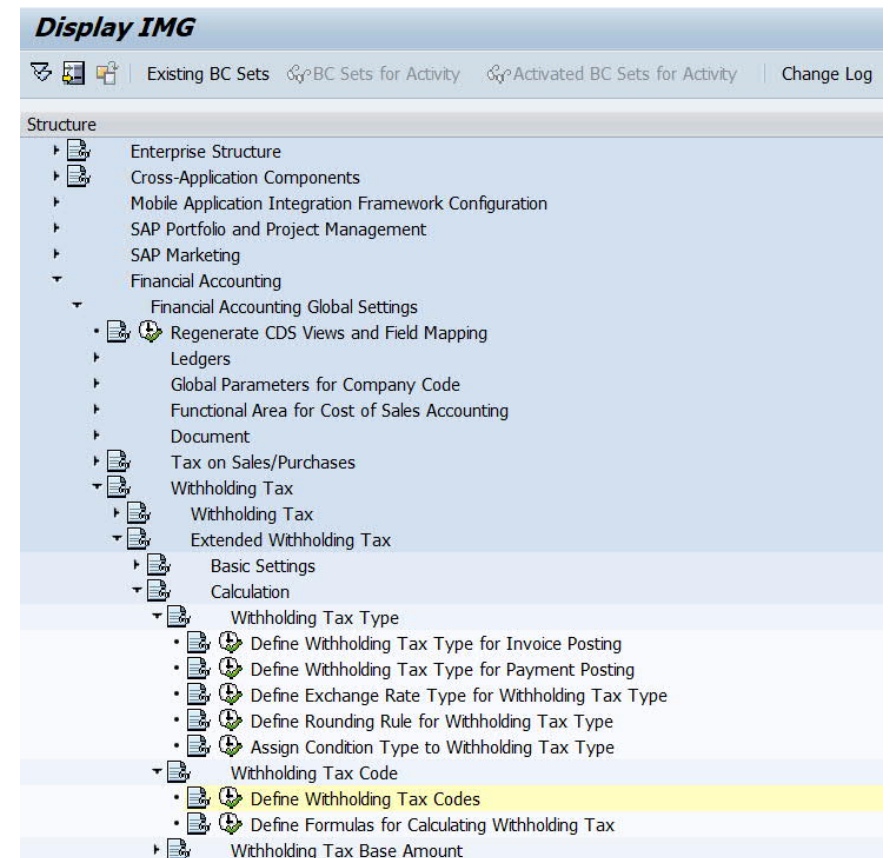 Display IMG
Existing BC Sets BC Sets for Activity Activated BC Sets for Activity Change Log
Structure
Enterprise Structure
Cross-Application Components
Mobile Application Integration Framework Configuration
SAP Portfolio and Project Management
SAP Marketing
Financial Accounting
Financial Accounting Global Settings
Regenerate CDS Views and Field Mapping
Ledgers
Global Parameters for Company Code
Functional Area for Cost of Sales Accounting
Document
Tax on Sales/Purchases
Withholding Tax
Withholding Tax
Extended Withholding Tax
Basic Settings
Calculation
Withholding Tax Type
Define Withholding Tax Type for Invoice Posting
Define Withholding Tax Type for Payment Posting
Define Exchange Rate Type for Withholding Tax Type
Define Rounding Rule for Withholding Tax Type
Assign Condition Type to Withholding Tax Type
Withholding Tax Code
Define Withholding Tax Codes
Define Formulas for Calculating Withholding Tax
Withholding Tax Base Amount